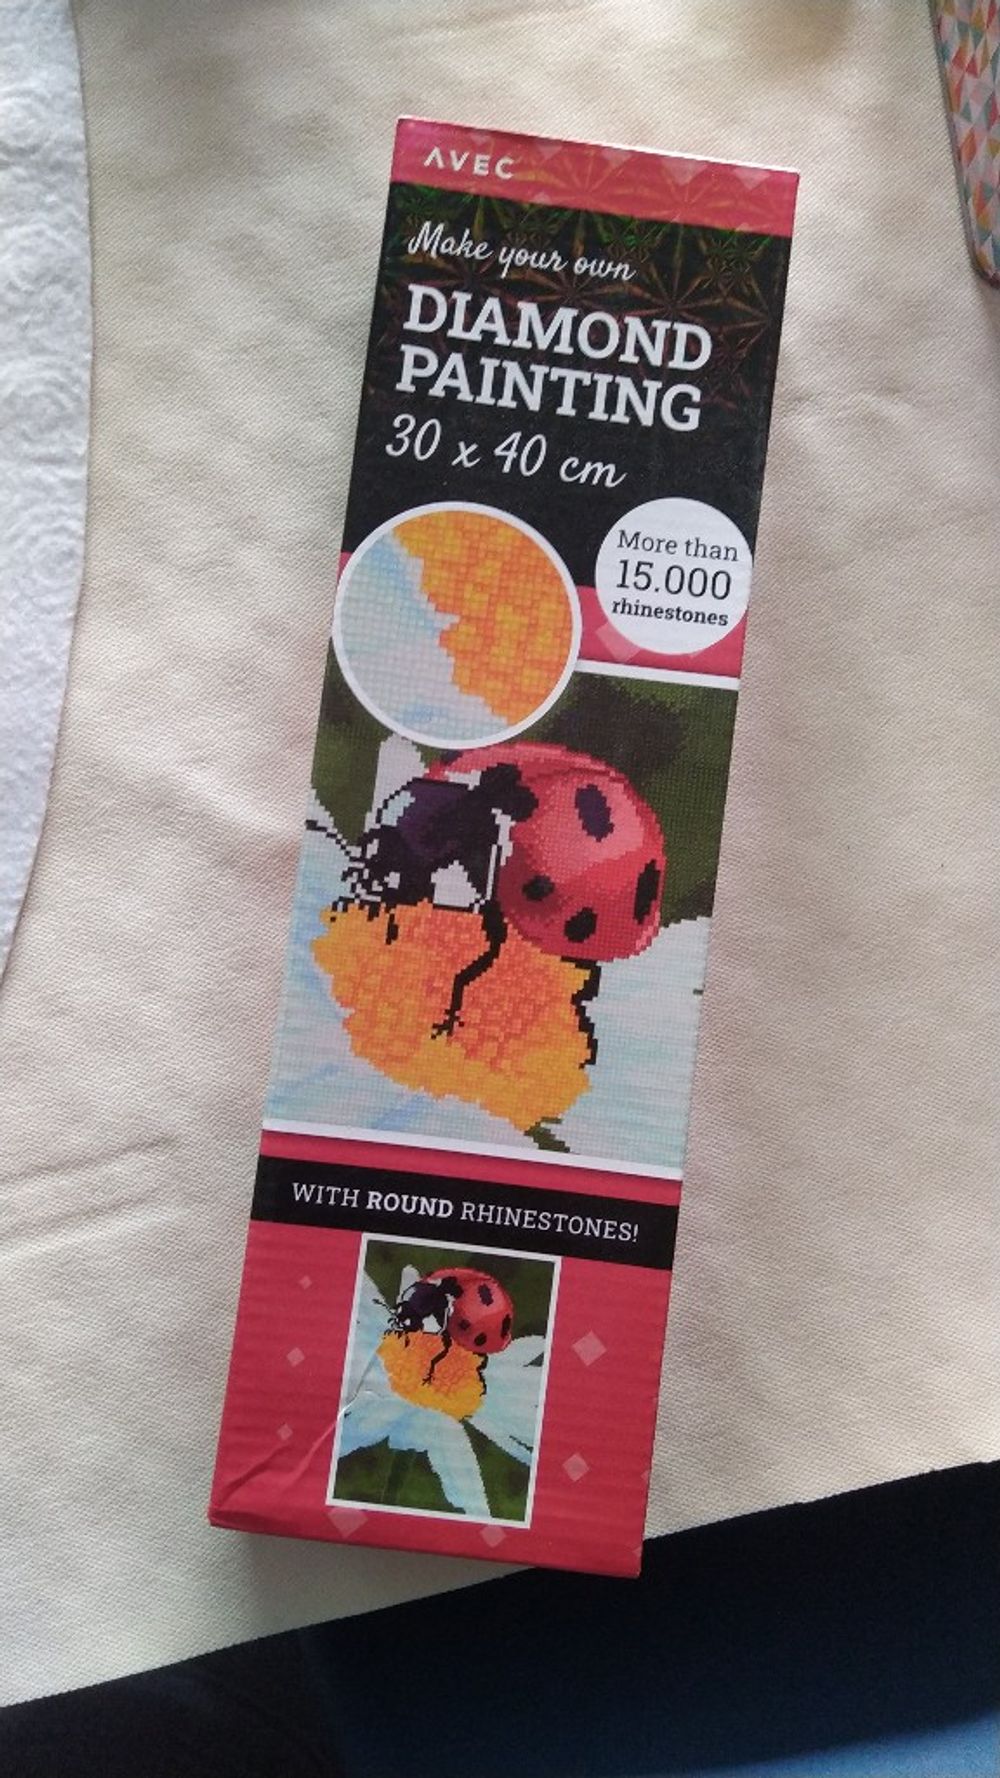 AVEC
Make your own
DIAMOND
PAINTING
30 x 40 cm
More than
15.000
rhinestones
WITH ROUND RHINESTONES!